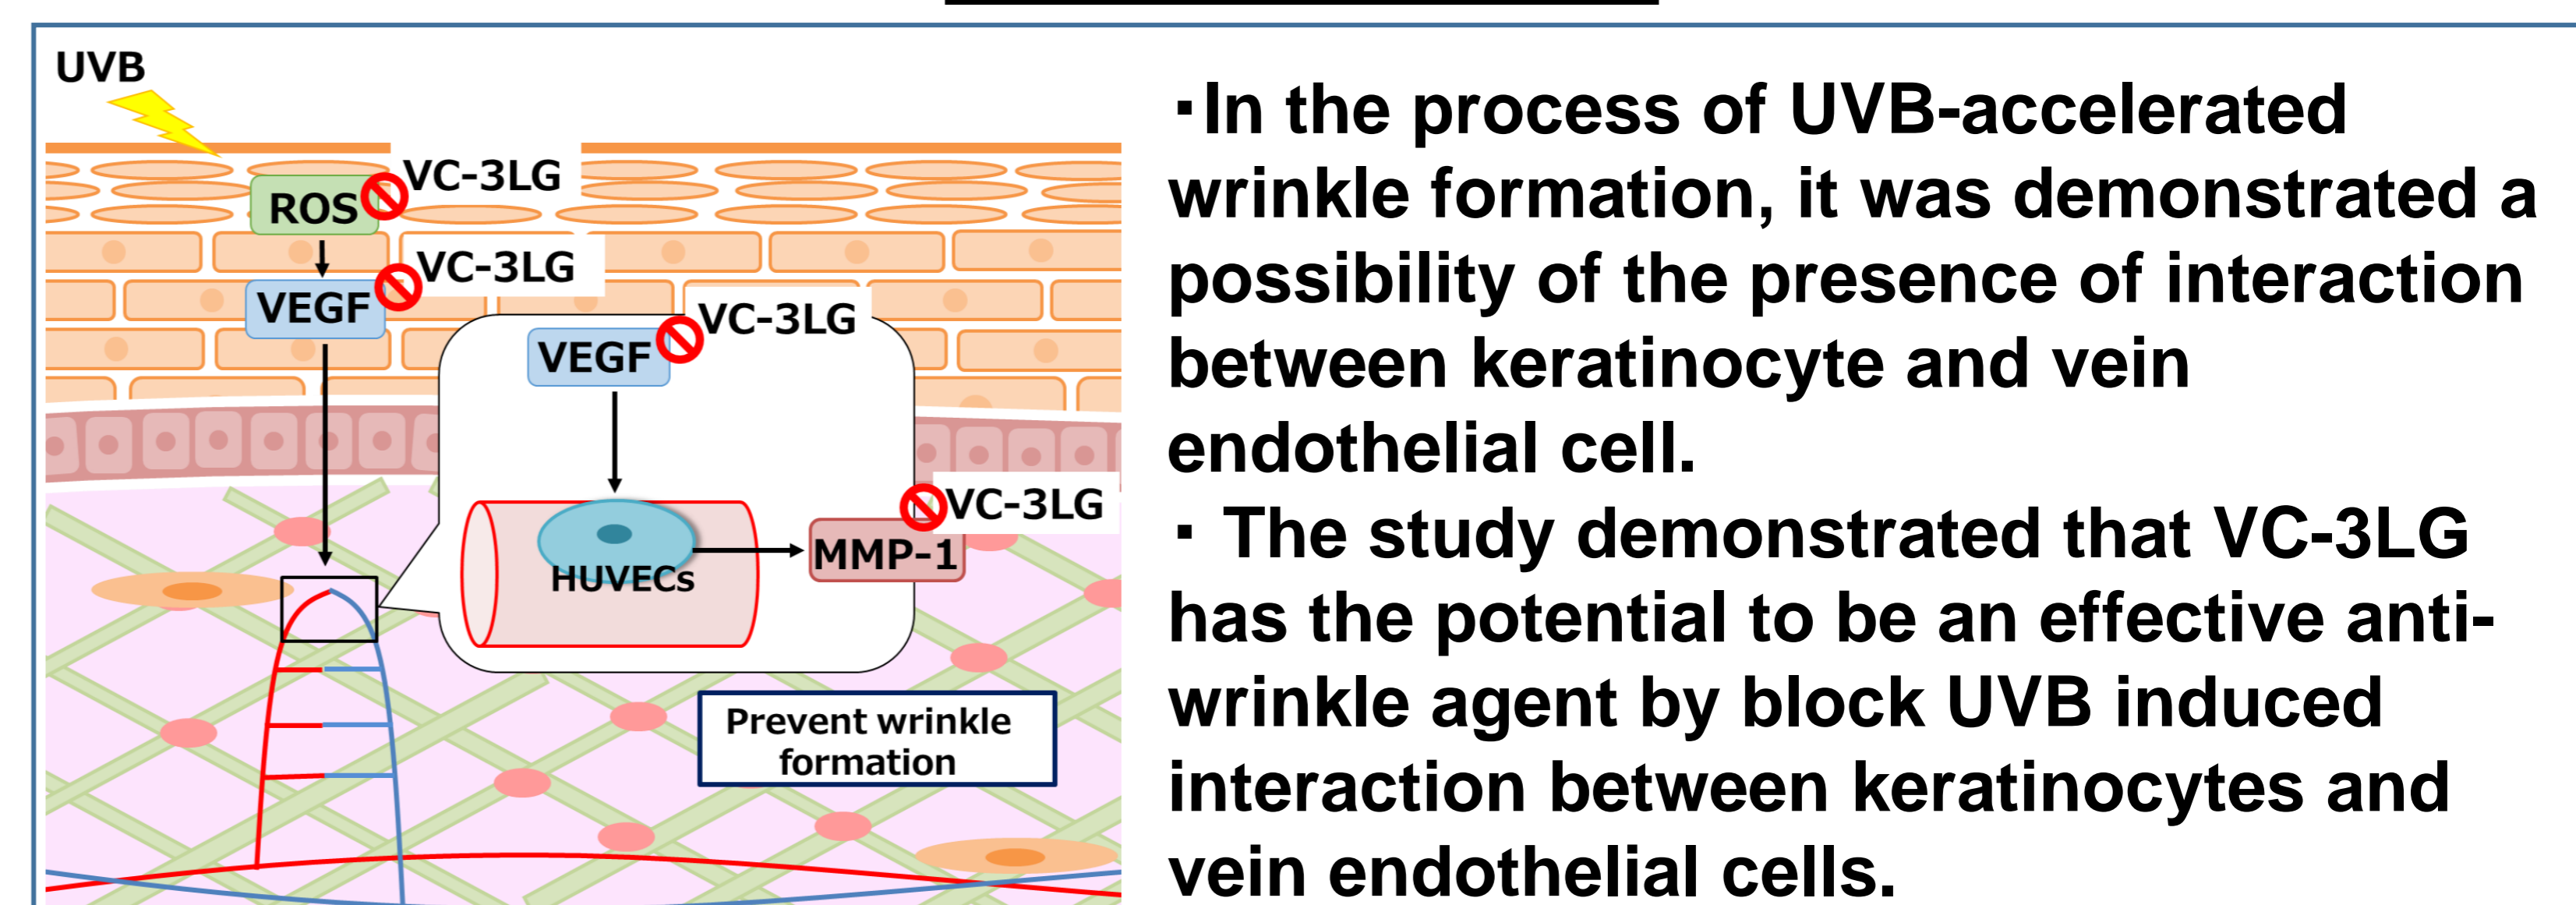 UVB
VC-3LG
ROS
VC-3LG
VEGF
VC-3LG
VEGF
VC-3LG
HUVECs
MMP-1
Prevent wrinkle
formation
▪In the process of UVB-accelerated
wrinkle formation, it was demonstrated a
possibility of the presence of interaction
between keratinocyte and vein
endothelial cell.
▪ The study demonstrated that VC-3LG
has the potential to be an effective anti-
wrinkle agent by block UVB induced
interaction between keratinocytes and
vein endothelial cells.